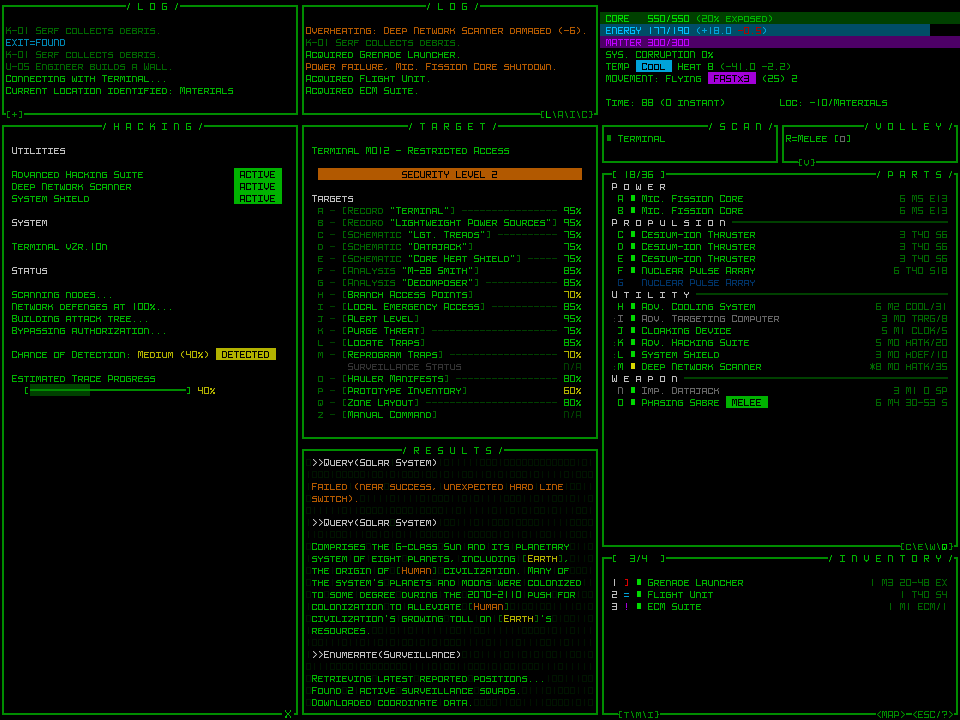 / L O G /
K-01 Serf collects debris.
EXIT=FOUND
K-01 Serf collects debris.
U-05 Engineer builds a wall.
Connecting with Terminal...
Current location identified: Materials
[+]
/ L O G /
Overheating: Deep Network Scanner damaged (-6).
K-01 Serf collects debris.
Acquired Grenade Launcher.
Power failure, Mic. Fission Core shutdown.
Acquired Flight Unit.
Acquired ECM Suite.
[L\A\I\C]
CORE 550/550 (20% EXPOSED)
ENERGY 177/190
MATTER 300/300
SYS. CORRUPTION 0%
TEMP COOL HEAT 8 (-41.0 -2.2)
MOVEMENT: FLYING FASTx3 (25) 2
TIME: 88 (0 INSTANT) LOC: -10/MATERIALS
/ H A C K I N G /
Utilities
Advanced Hacking Suite ACTIVE
Deep Network Scanner ACTIVE
System Shield ACTIVE
System
Terminal vZr.10n
Status
Scanning nodes...
Network defenses at 100%...
Building attack tree...
Bypassing authorization...
Chance of Detection: Medium (40%) DETECTED
Estimated Trace Progress
[ ] 40%
X
/ T A R G E T /
Terminal M012 - Restricted Access
SECURITY LEVEL 2
Targets
A - [Record "Terminal"] 95%
B - [Record "Lightweight Power Sources"] 95%
C - [Schematic "Lgt. Treads"] 75%
D - [Schematic "Datajack"] 75%
E - [Schematic "Core Heat Shield"] 75%
F - [Analysis "M-28 Smith"] 85%
G - [Analysis "Decomposer"] 85%
H - [Branch Access Points] 70%
I - [Local Emergency Access] 85%
J - [Alert Level] 95%
K - [Purge Threat] 75%
L - [Locate Traps] 85%
M - [Reprogram Traps] 70%
Surveillance Status N/A
O - [Hauler Manifests] 80%
P - [Prototype Inventory] 60%
Q - [Zone Layout] 80%
Z - [Manual Command] N/A
/ R E S U L T S /
>>Query(Solar System)
Failed (near success, unexpected hard line
switch).
>>Query(Solar System)
Comprises the G-class Sun and its planetary
system of eight planets, including [Earth],
the origin of [Human] civilization. Many of
the system's planets and moons were colonized
to some degree during the 2070-2110 push for
colonization to alleviate [Human]
civilization's growing toll on [Earth]'s
resources.
>>Enumerate(Surveillance)
Retrieving latest reported positions...
Found 2 active surveillance squads.
Downloaded coordinate data.
/ S C A N /
Terminal
/ V O L L E Y /
R=Melee [0]
[V]
[ 18/36 ] / P A R T S /
P o w e r
A Mic. Fission Core 6 M5 E13
B Mic. Fission Core 6 M5 E13
P r o p u l s i o n
C Cesium-ion Thruster 3 T40 S6
D Cesium-ion Thruster 3 T40 S6
E Cesium-ion Thruster 3 T40 S6
F Nuclear Pulse Array 6 T40 S18
G Nuclear Pulse Array
U t i l i t y
H Adv. Cooling System 6 M2 COOL/31
I Adv. Targeting Computer 3 M0 TARG/8
J Cloaking Device 5 M1 CLOK/5
K Adv. Hacking Suite 5 M0 HATK/20
L System Shield 3 M0 HDEF/10
M Deep Network Scanner *8 M0 HATK/35
W e a p o n
N Imp. Datajack 3 M1 0 SP
O Phasing Sabre MELEE 6 M4 30-53 S
[C\E\W\Q]
[ 3/4 ] / I N V E N T O R Y /
1 ] Grenade Launcher 1 M3 20-48 EX
2 = Flight Unit 1 T40 S4
3 ! ECM Suite 1 M1 ECM/1
[T\M\I] <MAP>-<ESC/?>